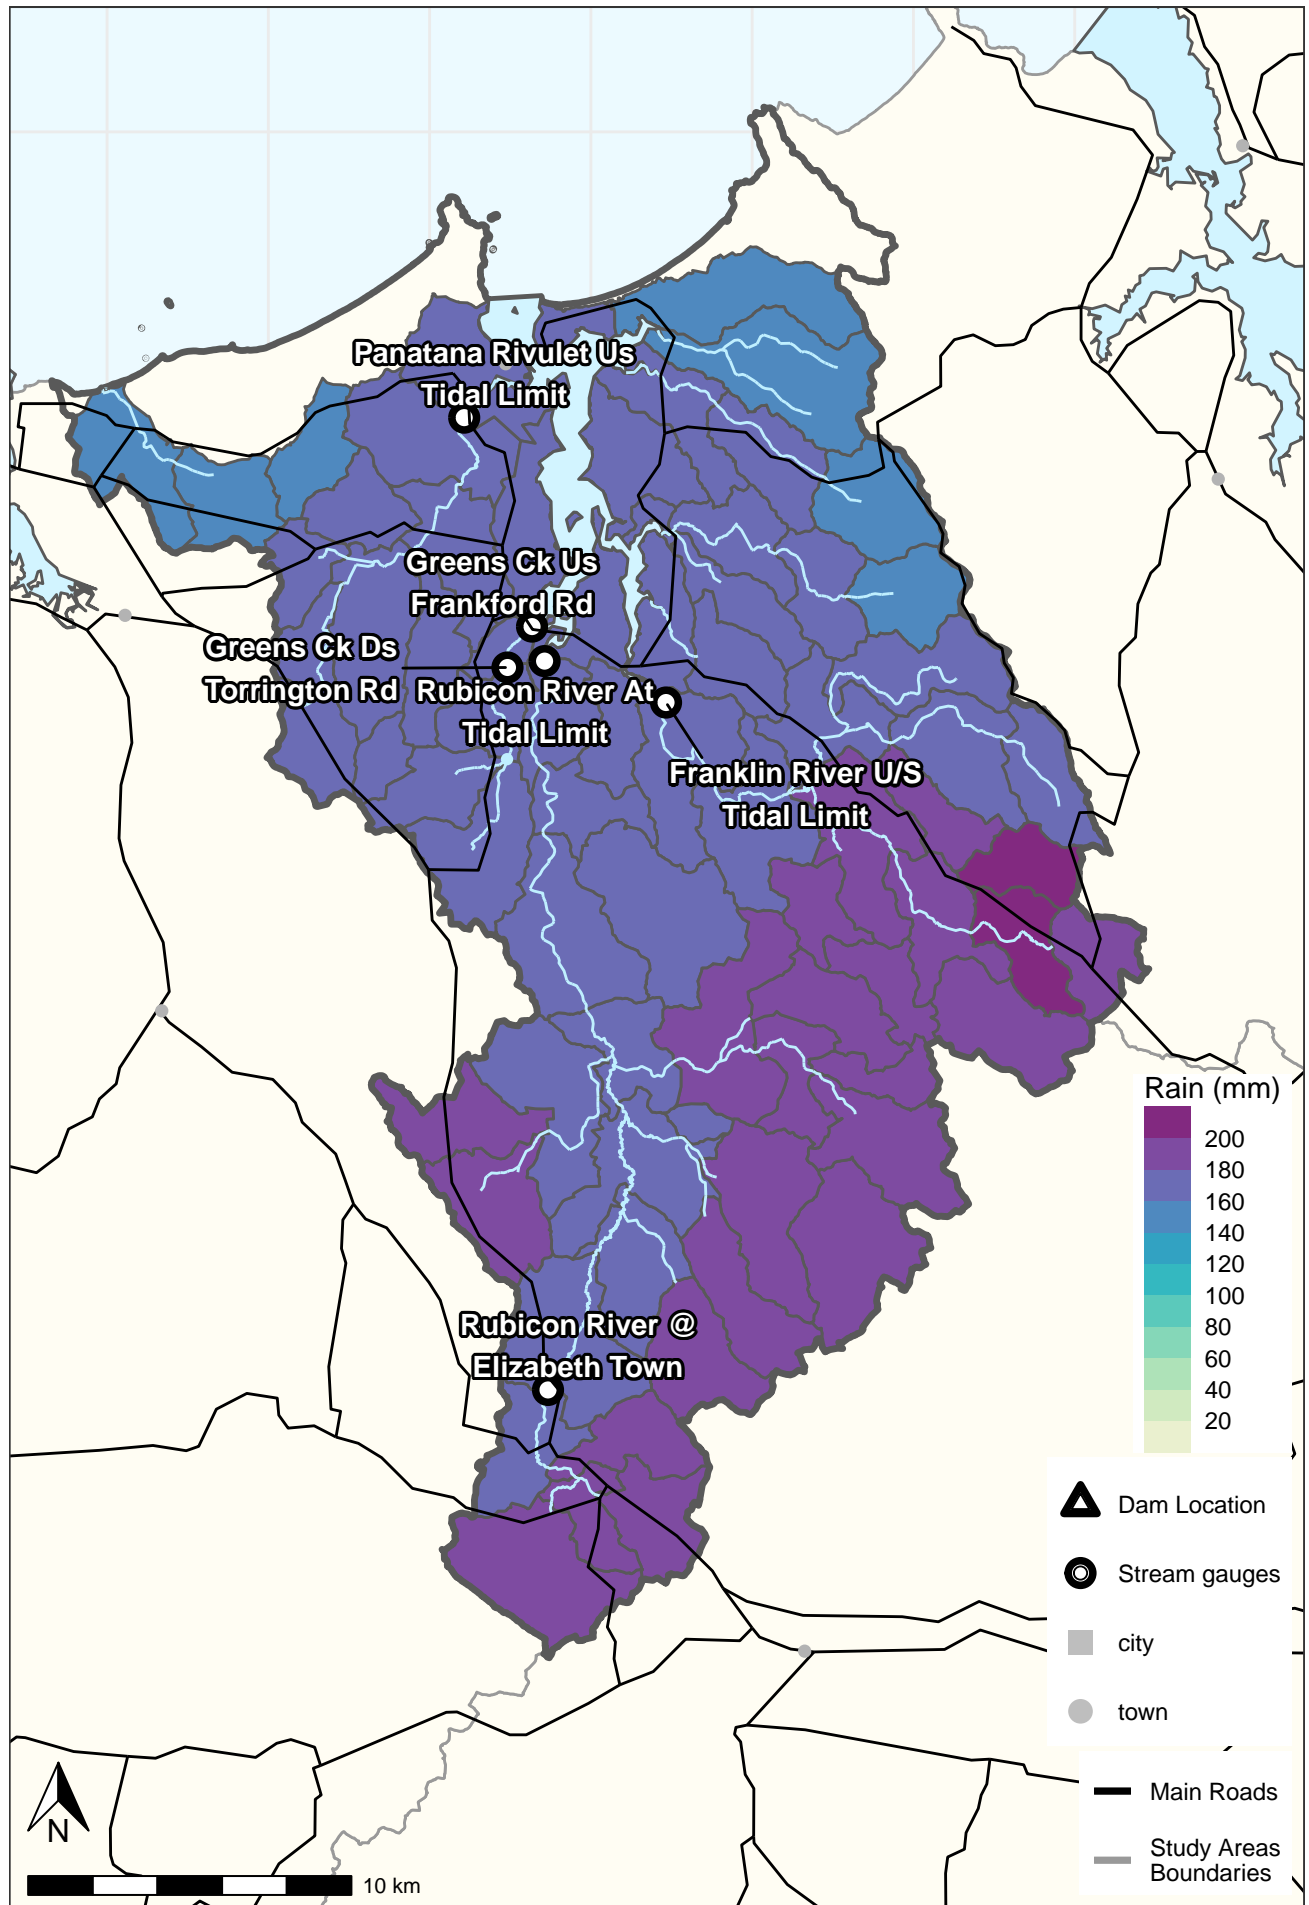 Panatana Rivulet Us
Tidal Limit
Greens Ck Us
Frankford Rd
Greens Ck Ds
Torrington Rd
Rubicon River At
Tidal Limit
Franklin River U/S
Tidal Limit
Rubicon River @
Elizabeth Town
Rain (mm)
200
180
160
140
120
100
80
60
40
20
Dam Location
Stream gauges
city
town
Main Roads
Study Areas
Boundaries
N
10 km